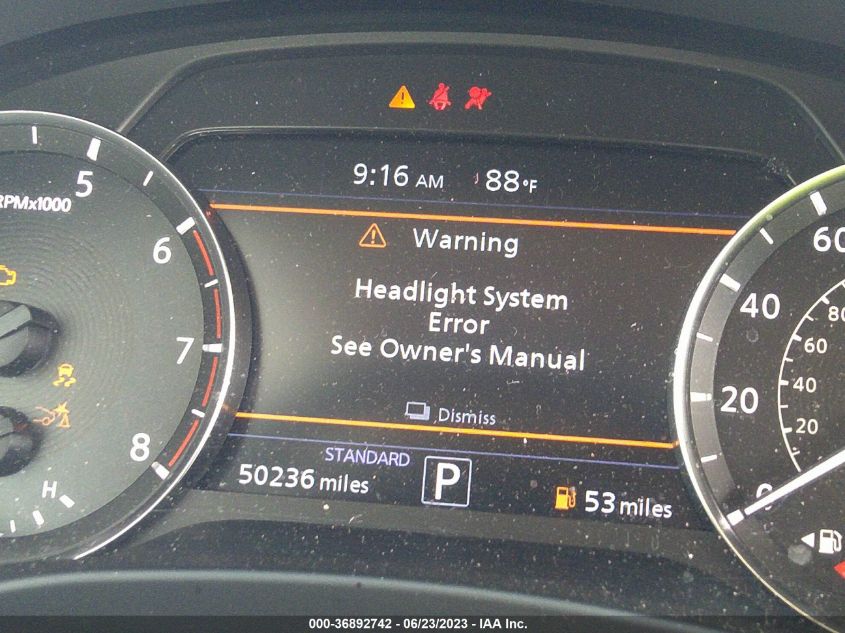 9:16 AM 88°F
Warning
Headlight System
Error
See Owner's Manual
Dismiss
STANDARD
50236 miles P 53 miles
RPMx1000
5
6
7
8
H
60
40
20
0
80
60
40
20
000-36892742 - 06/23/2023 - IAA Inc.